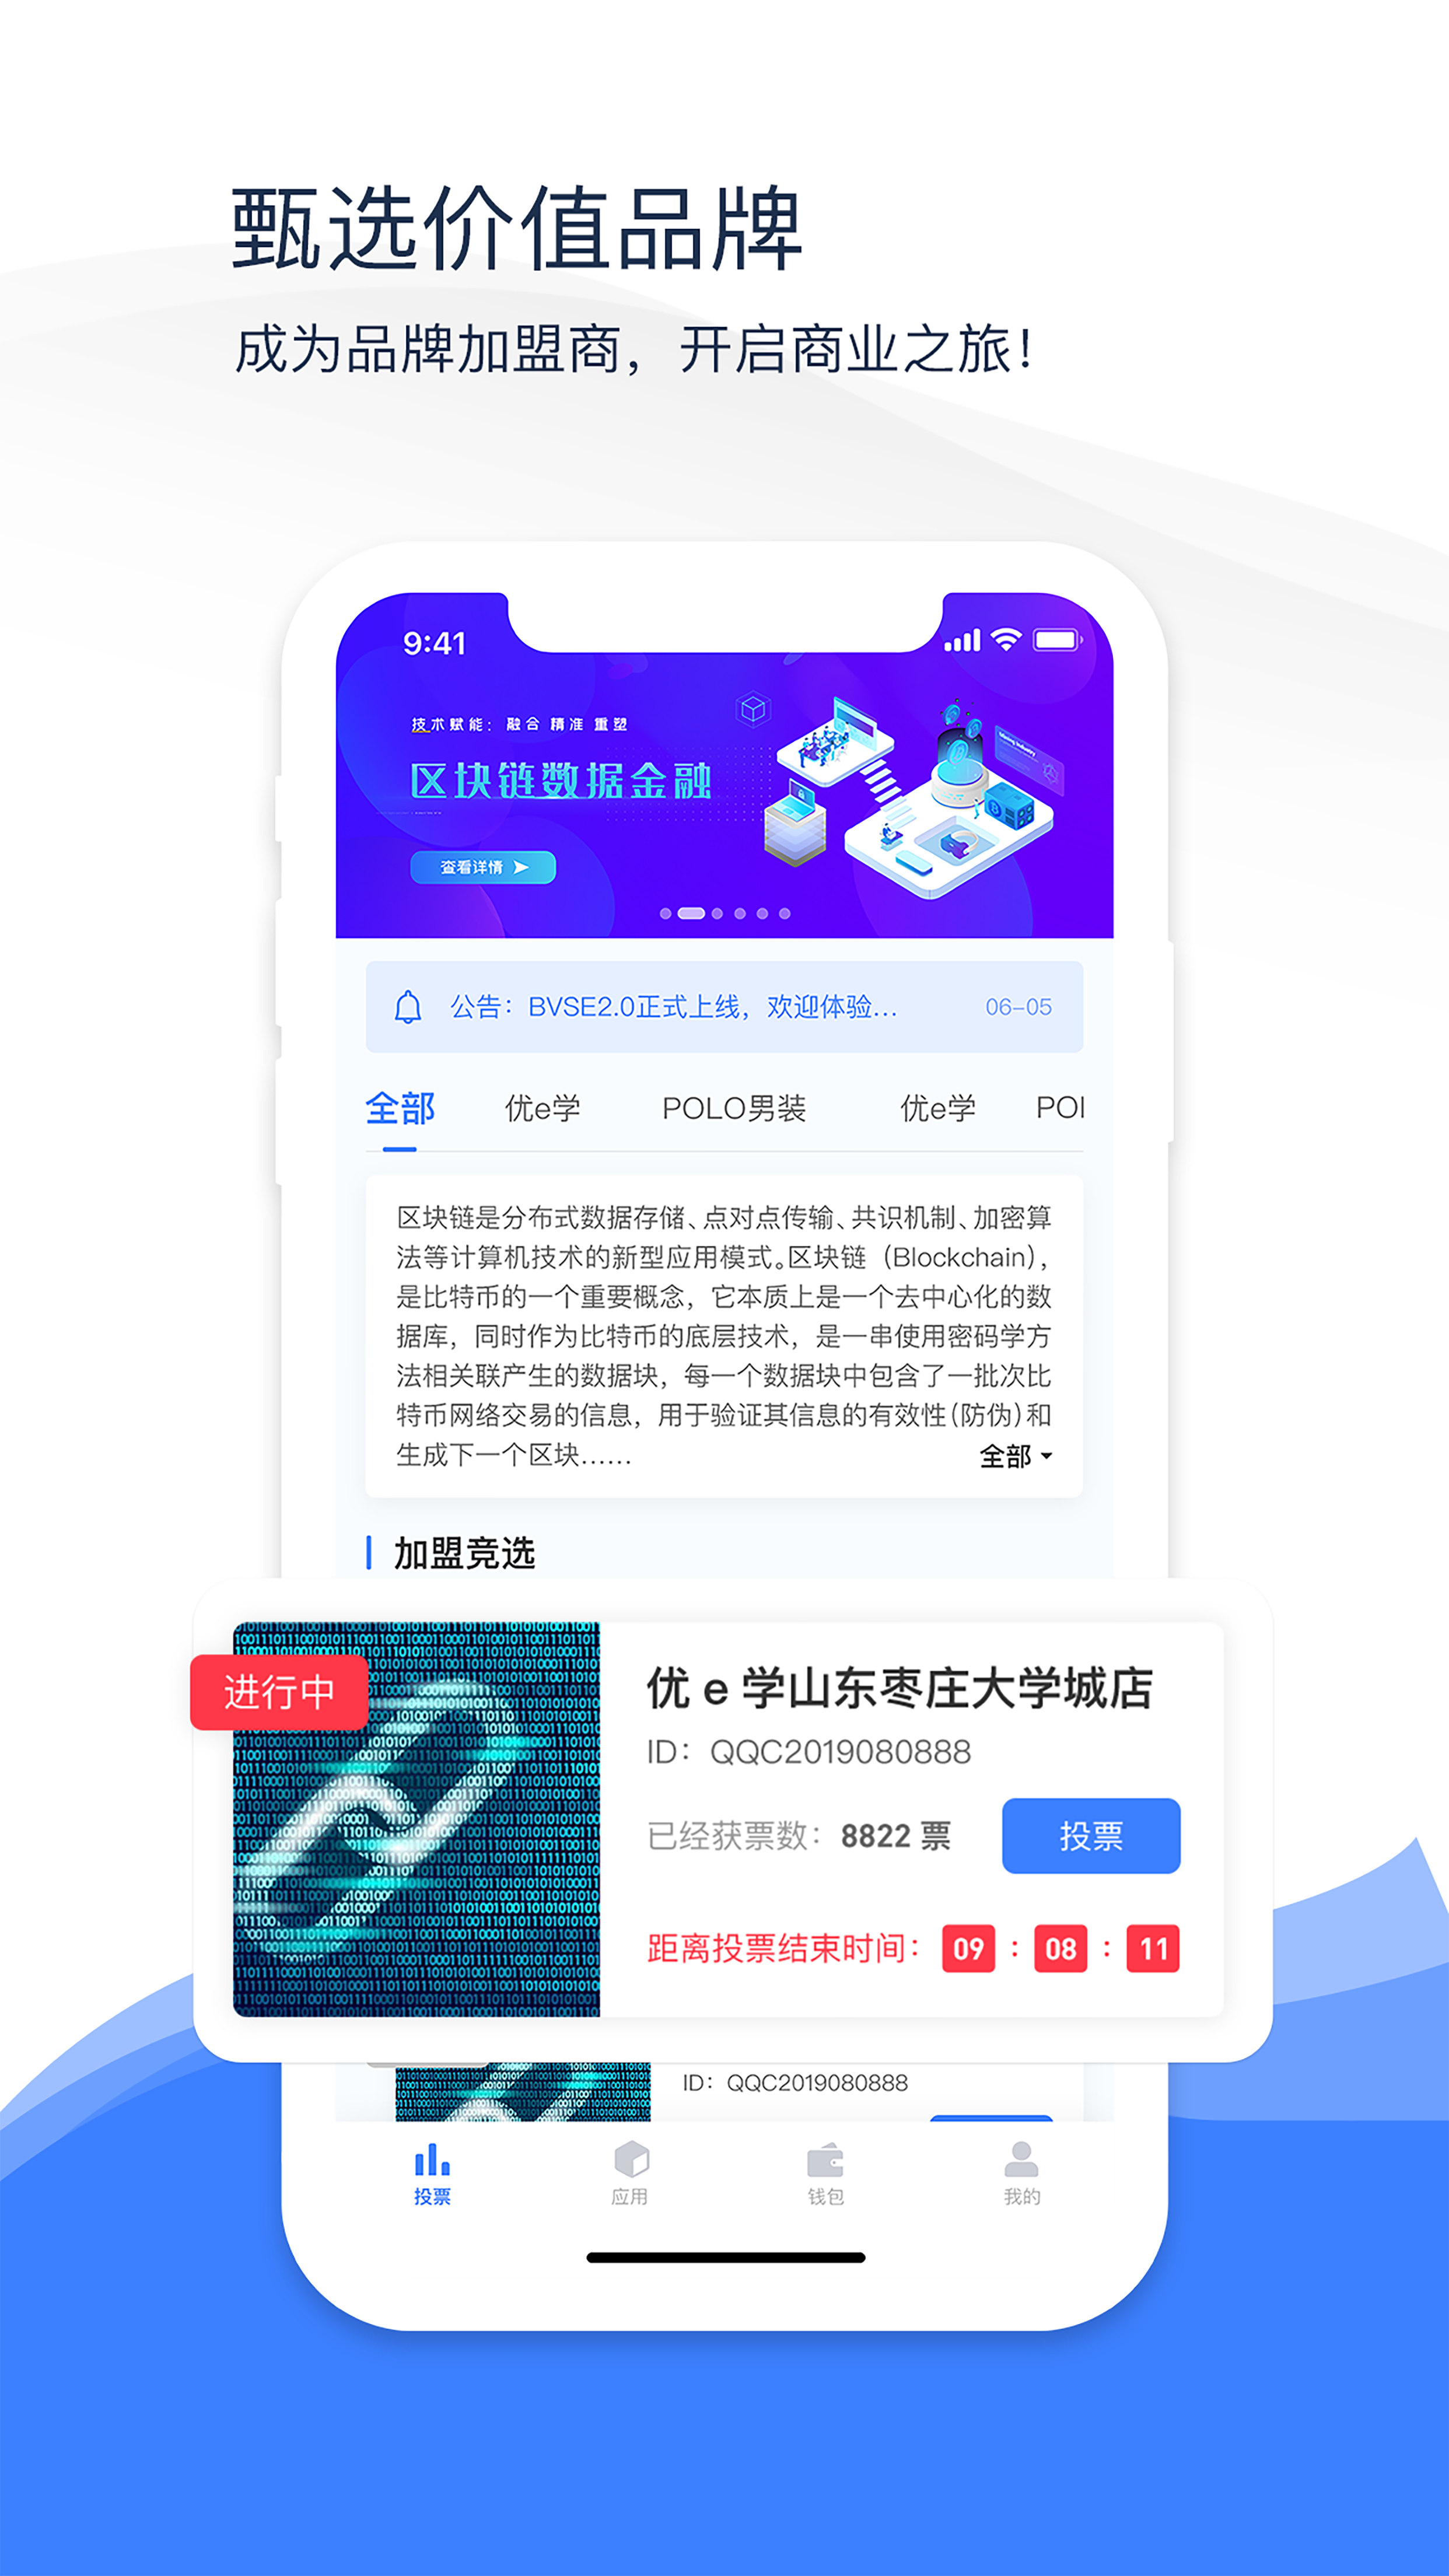 甄选价值品牌
成为品牌加盟商，开启商业之旅！
9:41
技术赋能：融合 精准 重塑
区块链数据金融
Mining Industry
查看详情
公告：BVSE2.0正式上线，欢迎体验... 06-05
全部 优e学 POLO男装 优e学 POI
区块链是分布式数据存储、点对点传输、共识机制、加密算
法等计算机技术的新型应用模式。区块链（Blockchain），
是比特币的一个重要概念，它本质上是一个去中心化的数
据库，同时作为比特币的底层技术，是一串使用密码学方
法相关联产生的数据块，每一个数据块中包含了一批次比
特币网络交易的信息，用于验证其信息的有效性（防伪）和
生成下一个区块…… 全部
加盟竞选
进行中
优 e 学山东枣庄大学城店
ID：QQC2019080888
已经获票数：8822 票 投票
距离投票结束时间：09 : 08 : 11
ID：QQC2019080888
投票 应用 钱包 我的